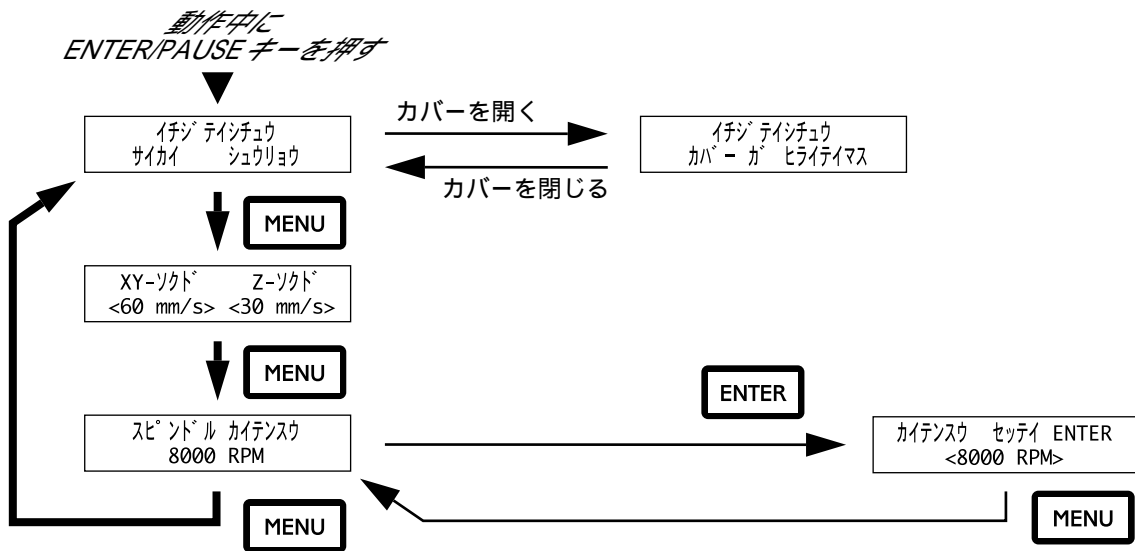 動作中に
ENTER/PAUSE キーを押す
イチジ テイシチュウ
サイカイ シュウリョウ
カバーを開く
カバーを閉じる
イチジ テイシチュウ
カバー ガ ヒライテイマス
MENU
XY-ソクド Z-ソクド
<60 mm/s> <30 mm/s>
MENU
スピンドル カイテンスウ
8000 RPM
ENTER
カイテンスウ セッテイ ENTER
<8000 RPM>
MENU
MENU